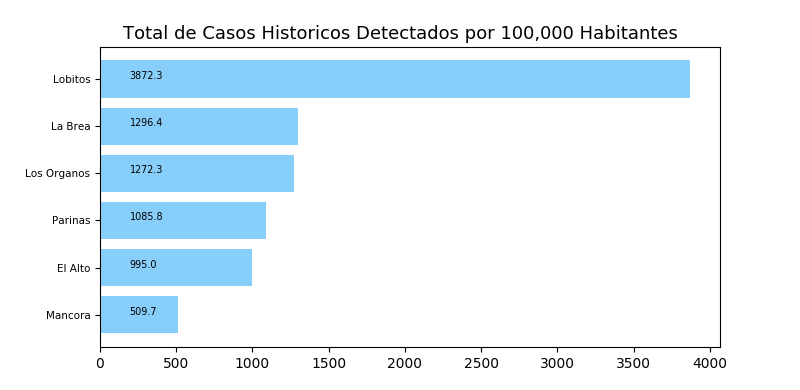 Total de Casos Historicos Detectados por 100,000 Habitantes
Lobitos 3872.3
La Brea 1296.4
Los Organos 1272.3
Parinas 1085.8
El Alto 995.0
Mancora 509.7
0 500 1000 1500 2000 2500 3000 3500 4000